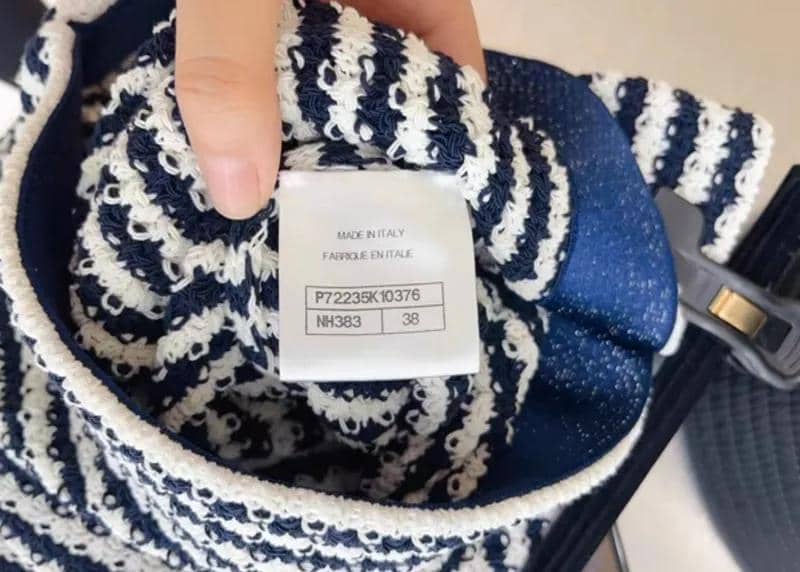 MADE IN ITALY
FABRIQUE EN ITALIE
P72235K10376
NH383 38